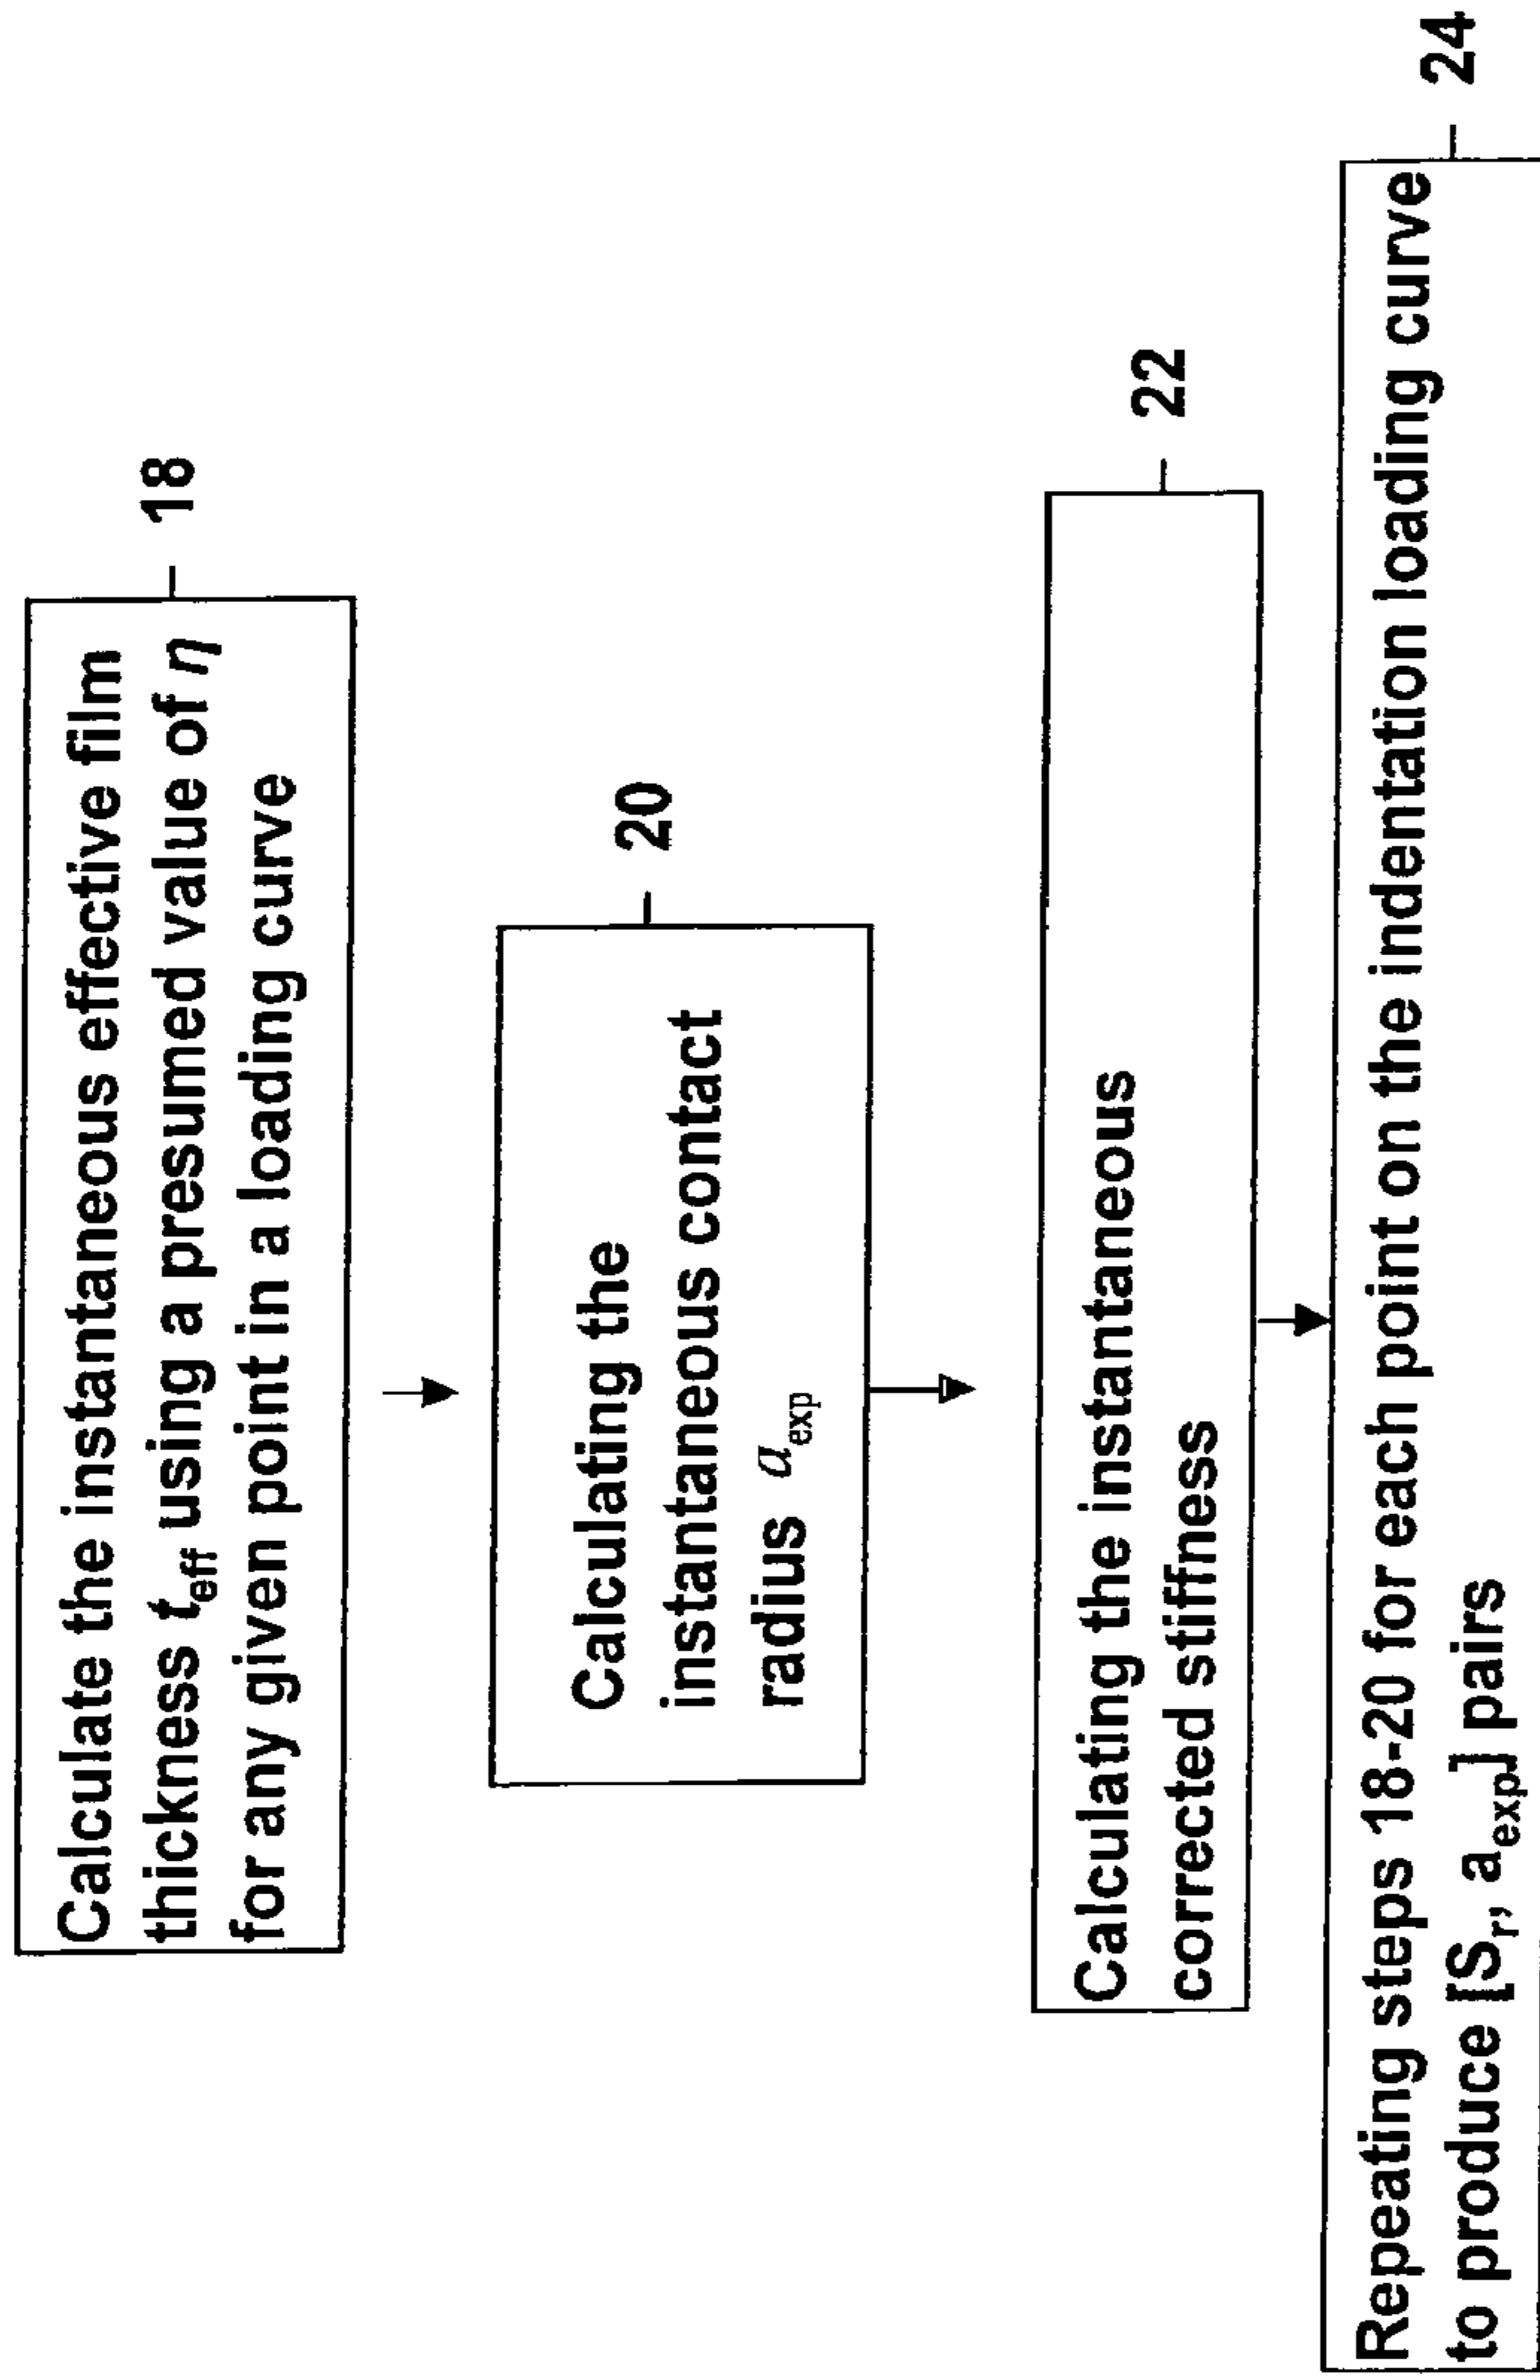 Calculate the instantaneous effective film
thickness t_eff using a presumed value of η
for any given point in a loading curve
18
Calculating the
instantaneous contact
radius a_exp
20
Calculating the instantaneous
corrected stiffness
22
Repeating steps 18-20 for each point on the indentation loading curve
to produce [S_r, a_exp] pairs
24